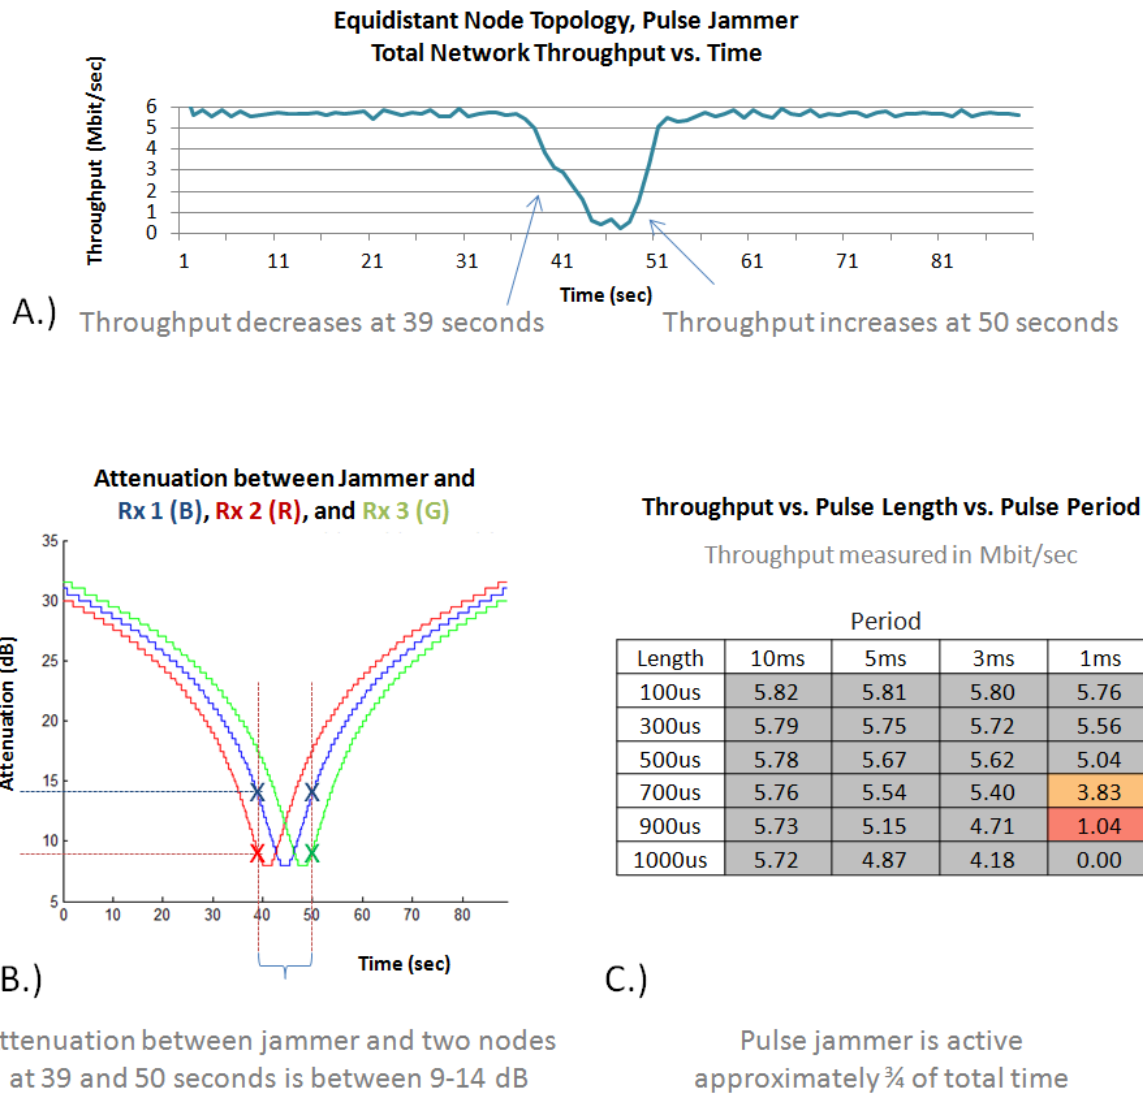 Equidistant Node Topology, Pulse Jammer
Total Network Throughput vs. Time
Throughput (Mbit/sec)
6
5
4
3
2
1
0
1 11 21 31 41 51 61 71 81
Time (sec)
A.)
Throughput decreases at 39 seconds
Throughput increases at 50 seconds
Attenuation between Jammer and
Rx 1 (B), Rx 2 (R), and Rx 3 (G)
Attenuation (dB)
35
30
25
20
15
10
5
0 10 20 30 40 50 60 70 80
Time (sec)
B.)
ttenuation between jammer and two nodes
at 39 and 50 seconds is between 9-14 dB
Throughput vs. Pulse Length vs. Pulse Period
Throughput measured in Mbit/sec
Period
Length 10ms 5ms 3ms 1ms
100us 5.82 5.81 5.80 5.76
300us 5.79 5.75 5.72 5.56
500us 5.78 5.67 5.62 5.04
700us 5.76 5.54 5.40 3.83
900us 5.73 5.15 4.71 1.04
1000us 5.72 4.87 4.18 0.00
C.)
Pulse jammer is active
approximately ¾ of total time